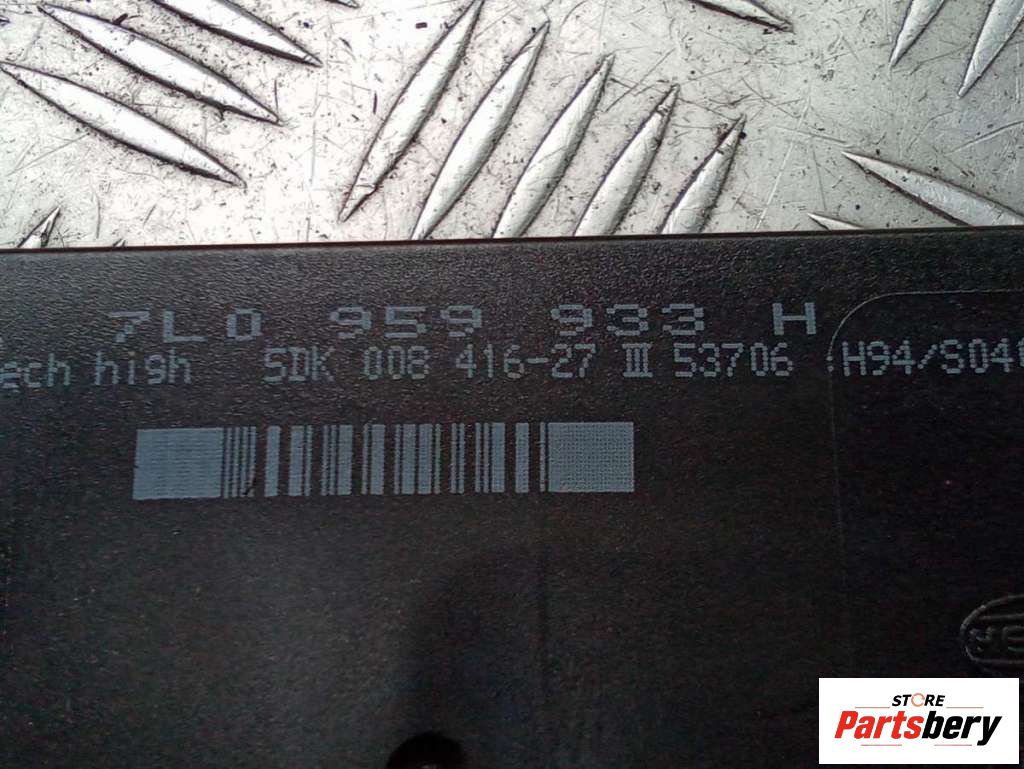 7L0 959 933 H
ech high SDK 008 416-27 III 53706 H94/S04
STORE
Partsbery